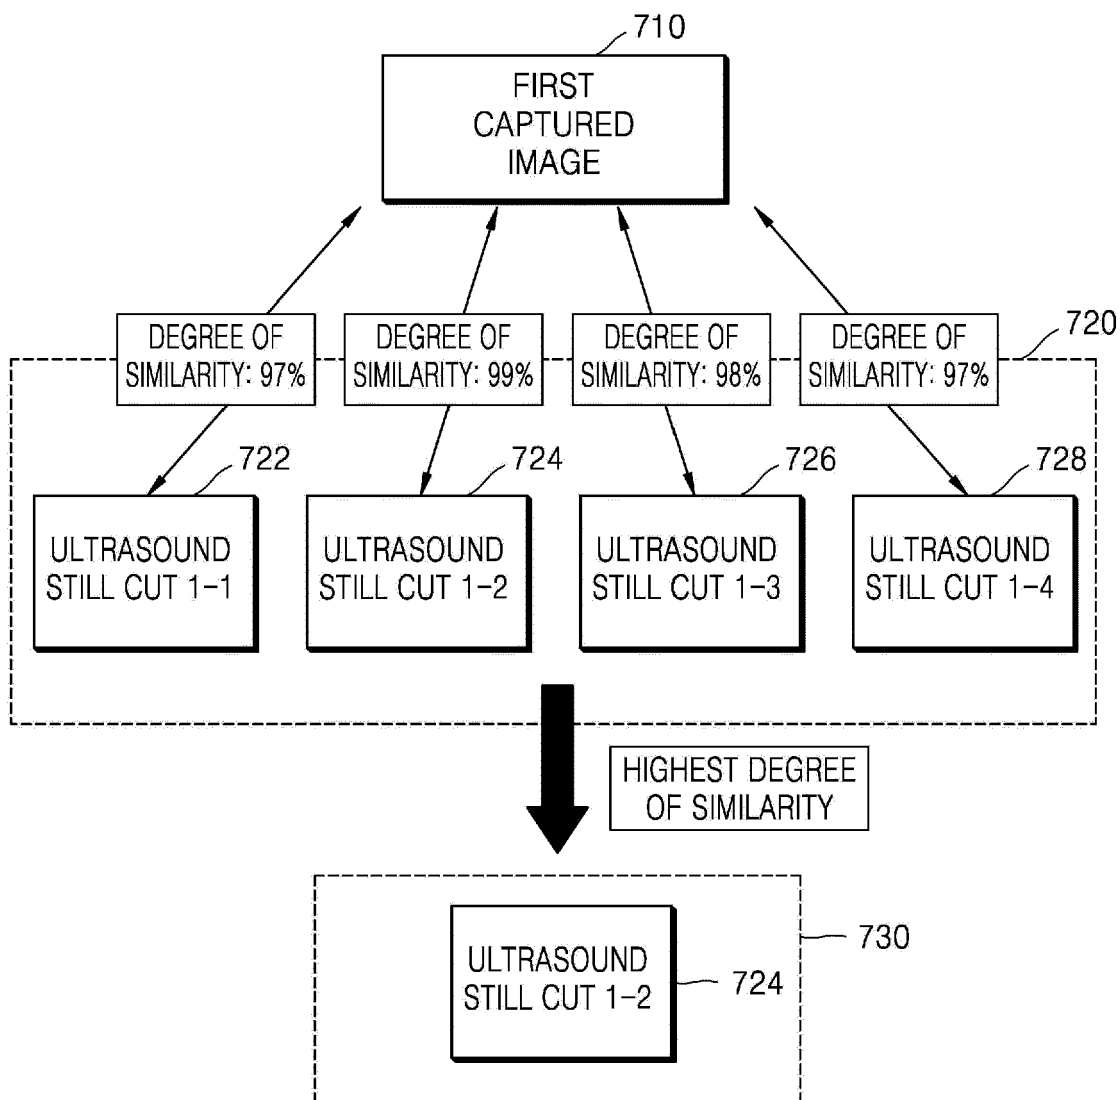 710
FIRST
CAPTURED
IMAGE
DEGREE OF
SIMILARITY: 97%
DEGREE OF
SIMILARITY: 99%
DEGREE OF
SIMILARITY: 98%
DEGREE OF
SIMILARITY: 97%
720
722
724
726
728
ULTRASOUND
STILL CUT 1-1
ULTRASOUND
STILL CUT 1-2
ULTRASOUND
STILL CUT 1-3
ULTRASOUND
STILL CUT 1-4
HIGHEST DEGREE
OF SIMILARITY
730
ULTRASOUND
STILL CUT 1-2
724